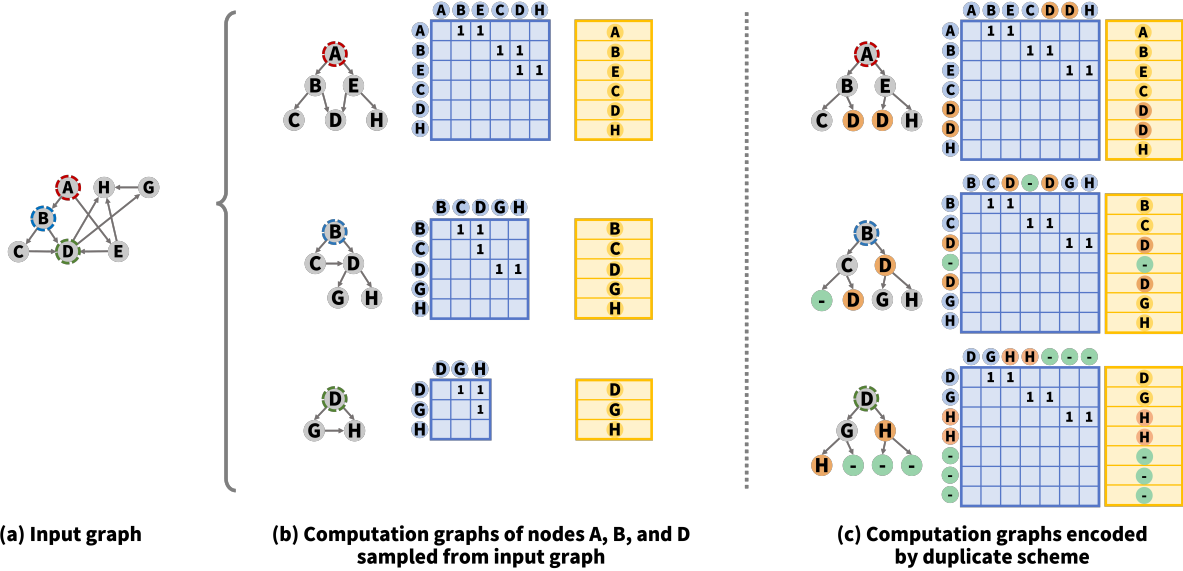 A B E C D H
A 1 1 A
B 1 1 B
E 1 1 E
C C
D D
H H
A
B E
C D H
A B E C D D H
A 1 1 A
B 1 1 B
E 1 1 E
C C
D D
D D
H H
A
B E
C D D H
A H G
B
C D E
B C D G H
B 1 1 B
C 1 C
D 1 1 D
G G
H H
B
C D
G H
B C D - D G H
B 1 1 B
C 1 1 C
D 1 1 D
- -
D D
G G
H H
B
C D
- D G H
D G H
D 1 1 D
G 1 G
H H
D
G H
D G H H - - -
D 1 1 D
G 1 1 G
H 1 1 H
H H
- -
- -
- -
D
G H
H - - -
(a) Input graph
(b) Computation graphs of nodes A, B, and D
sampled from input graph
(c) Computation graphs encoded
by duplicate scheme